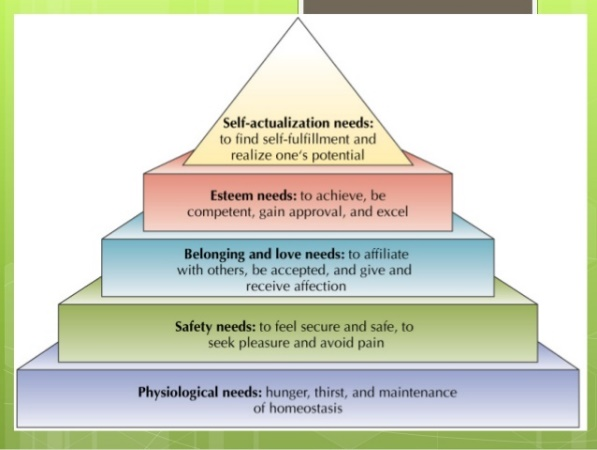 Self-actualization needs:
to find self-fulfillment and
realize one's potential
Esteem needs: to achieve, be
competent, gain approval, and excel
Belonging and love needs: to affiliate
with others, be accepted, and give and
receive affection
Safety needs: to feel secure and safe, to
seek pleasure and avoid pain
Physiological needs: hunger, thirst, and maintenance
of homeostasis